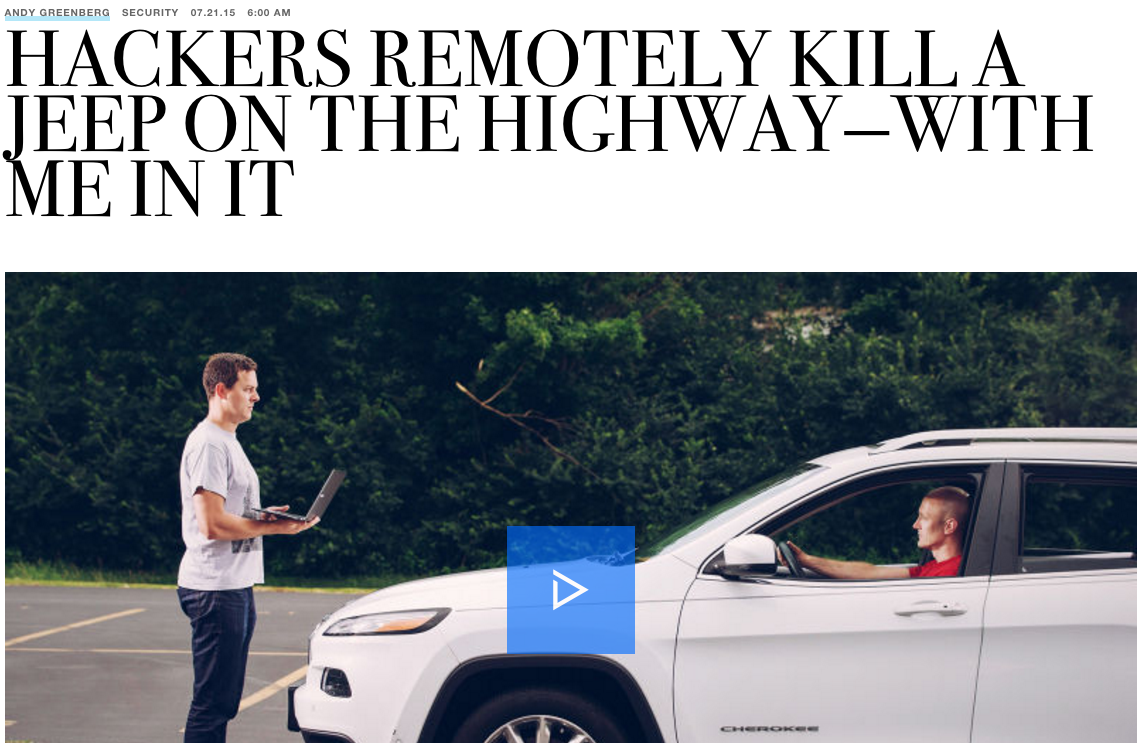 ANDY GREENBERG SECURITY 07.21.15 6:00 AM
HACKERS REMOTELY KILL A
JEEP ON THE HIGHWAY—WITH
ME IN IT
CHEROKEE